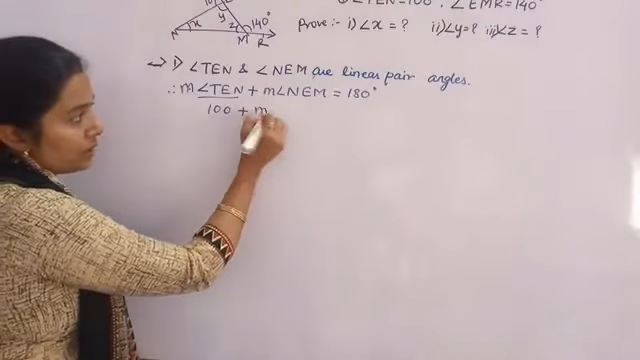 ∠TEN = 100°, ∠EMR = 140°
Prove :- i) ∠x = ? ii) ∠y = ? iii) ∠z = ?
y 140°
x z
N M R
→ 1) ∠TEN & ∠NEM are linear pair angles.
∴ m∠TEN + m∠NEM = 180°
100 + m